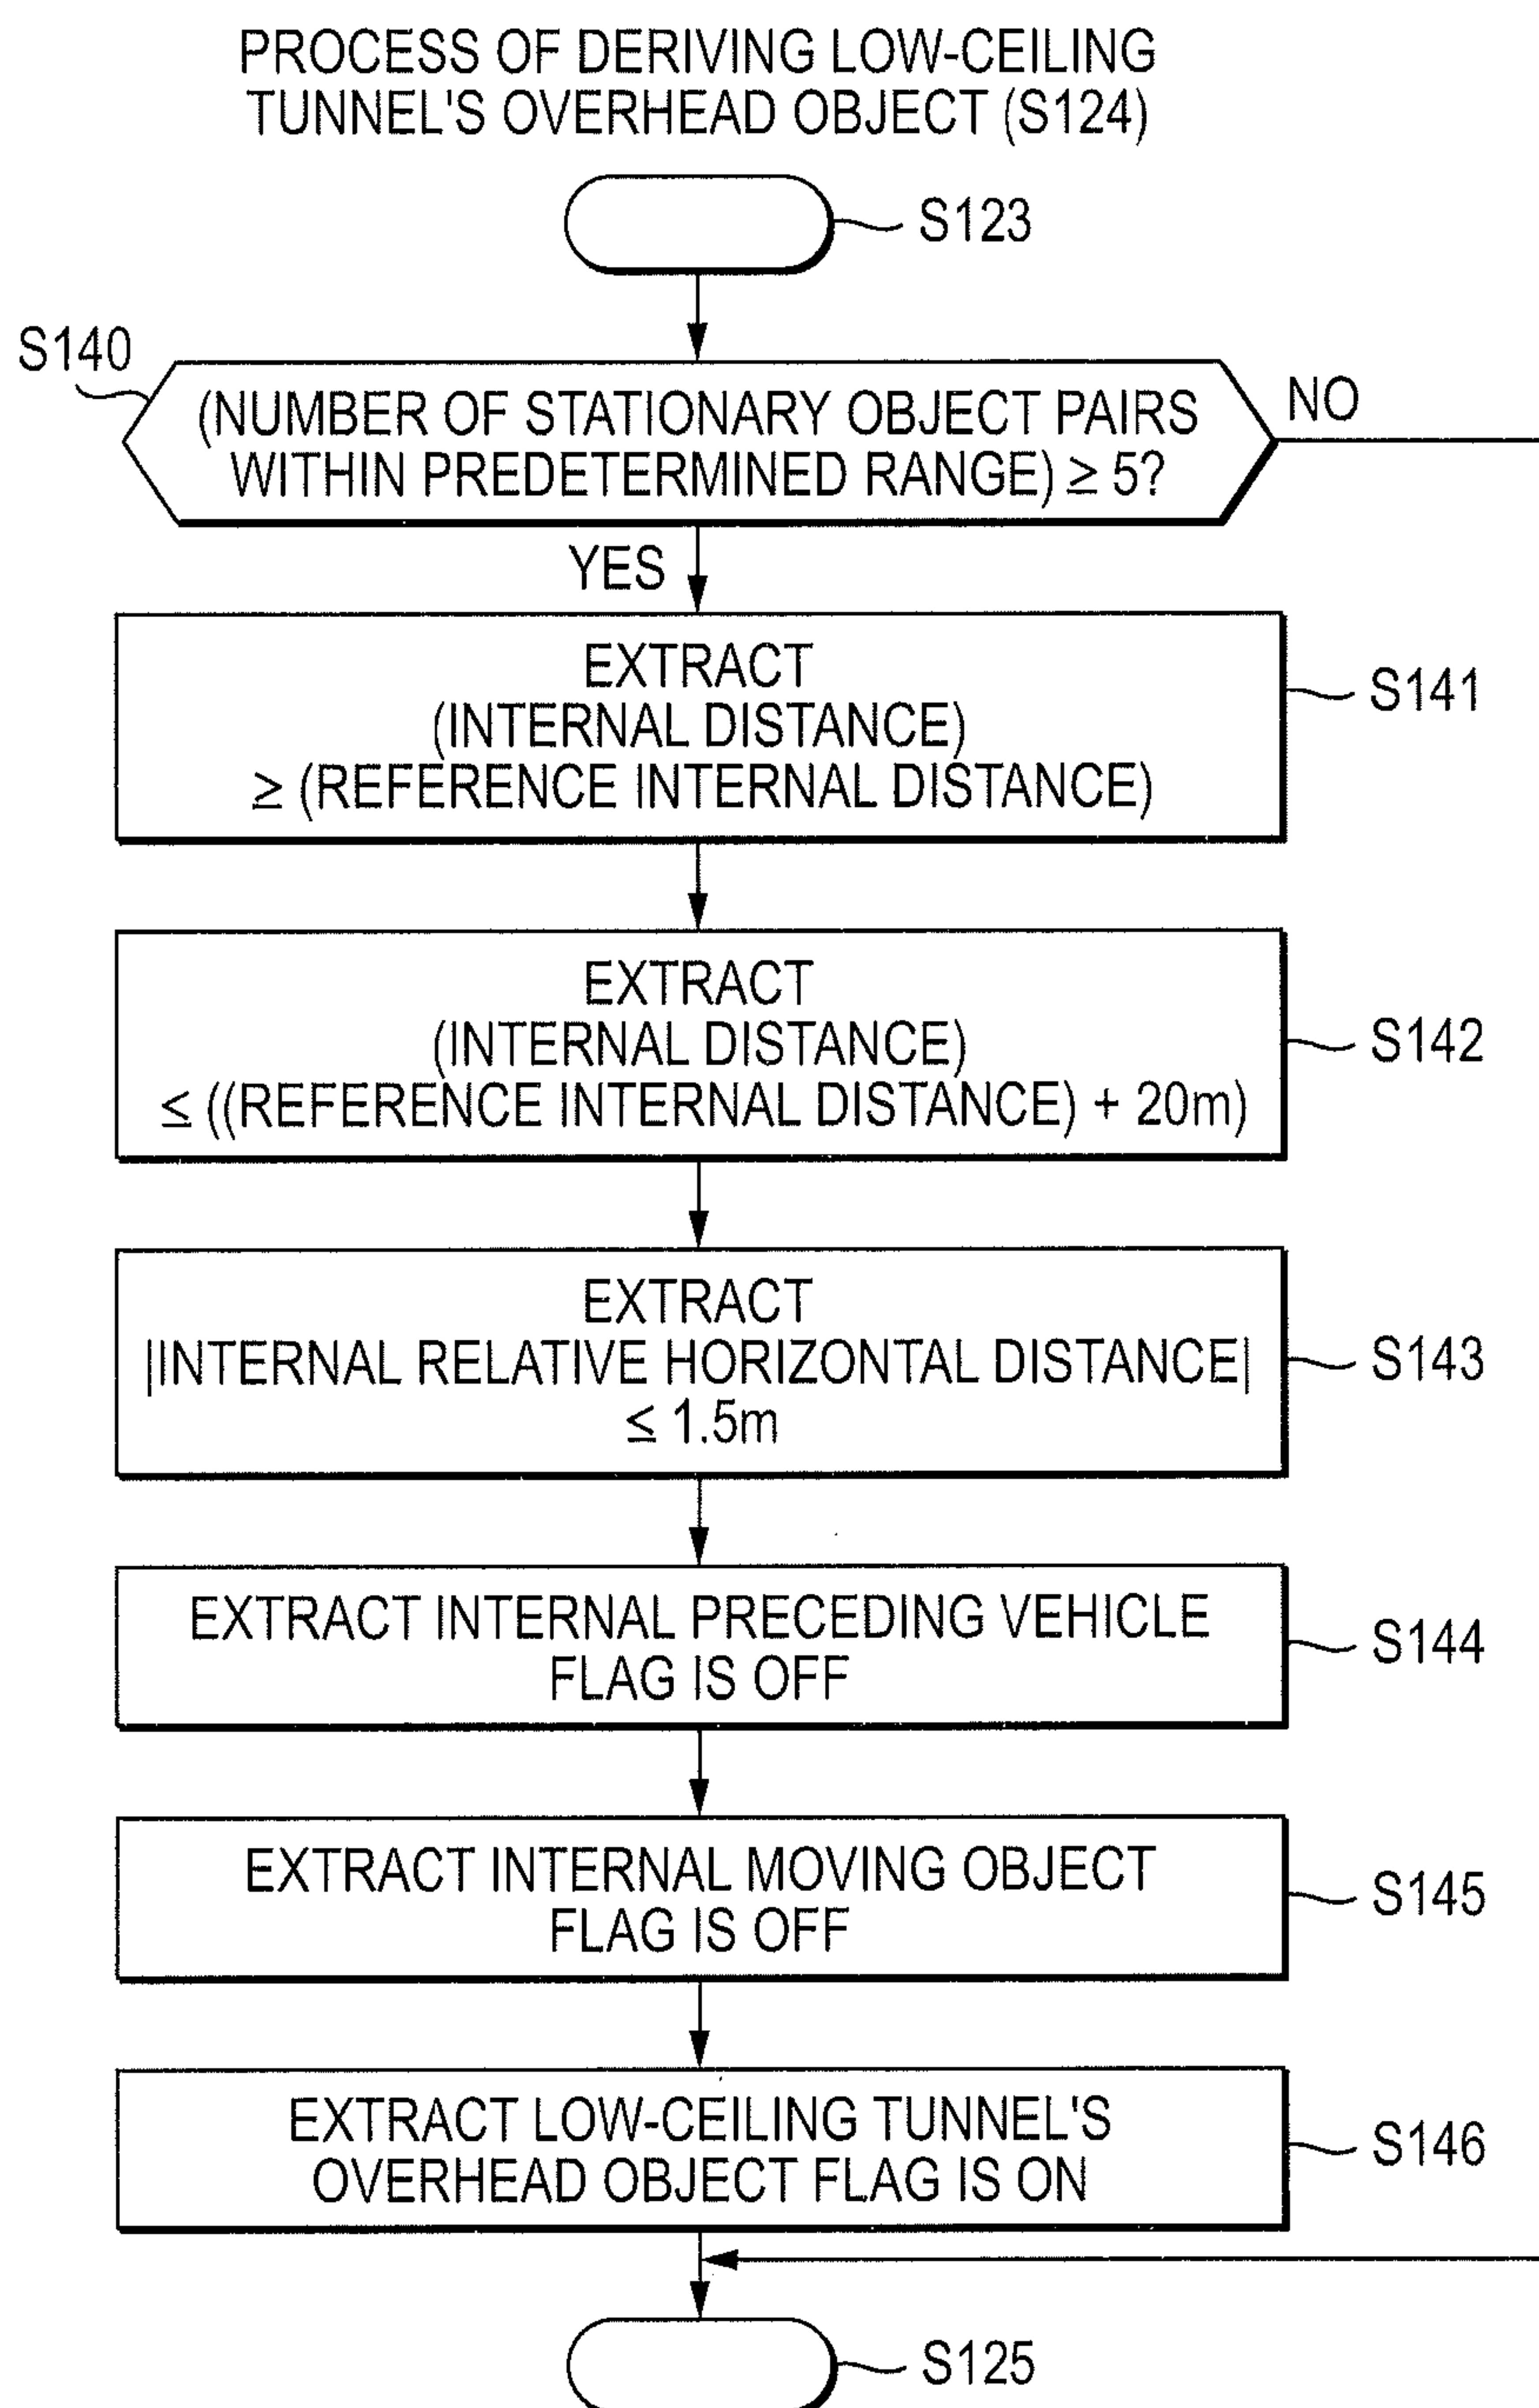 PROCESS OF DERIVING LOW-CEILING
TUNNEL'S OVERHEAD OBJECT (S124)
S123
S140
(NUMBER OF STATIONARY OBJECT PAIRS
WITHIN PREDETERMINED RANGE) ≥ 5?
NO
YES
EXTRACT
(INTERNAL DISTANCE)
≥ (REFERENCE INTERNAL DISTANCE)
S141
EXTRACT
(INTERNAL DISTANCE)
≤ ((REFERENCE INTERNAL DISTANCE) + 20m)
S142
EXTRACT
|INTERNAL RELATIVE HORIZONTAL DISTANCE|
≤ 1.5m
S143
EXTRACT INTERNAL PRECEDING VEHICLE
FLAG IS OFF
S144
EXTRACT INTERNAL MOVING OBJECT
FLAG IS OFF
S145
EXTRACT LOW-CEILING TUNNEL'S
OVERHEAD OBJECT FLAG IS ON
S146
S125